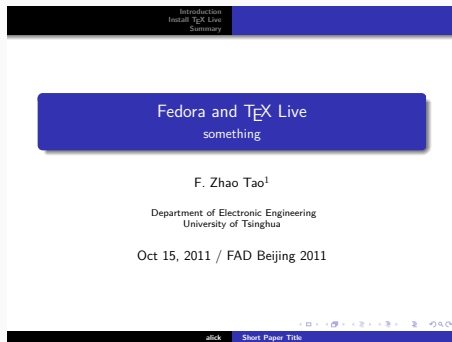 Introduction
Install TEX Live
Summary
Fedora and TEX Live
something
F. Zhao Tao1
Department of Electronic Engineering
University of Tsinghua
Oct 15, 2011 / FAD Beijing 2011
alick Short Paper Title